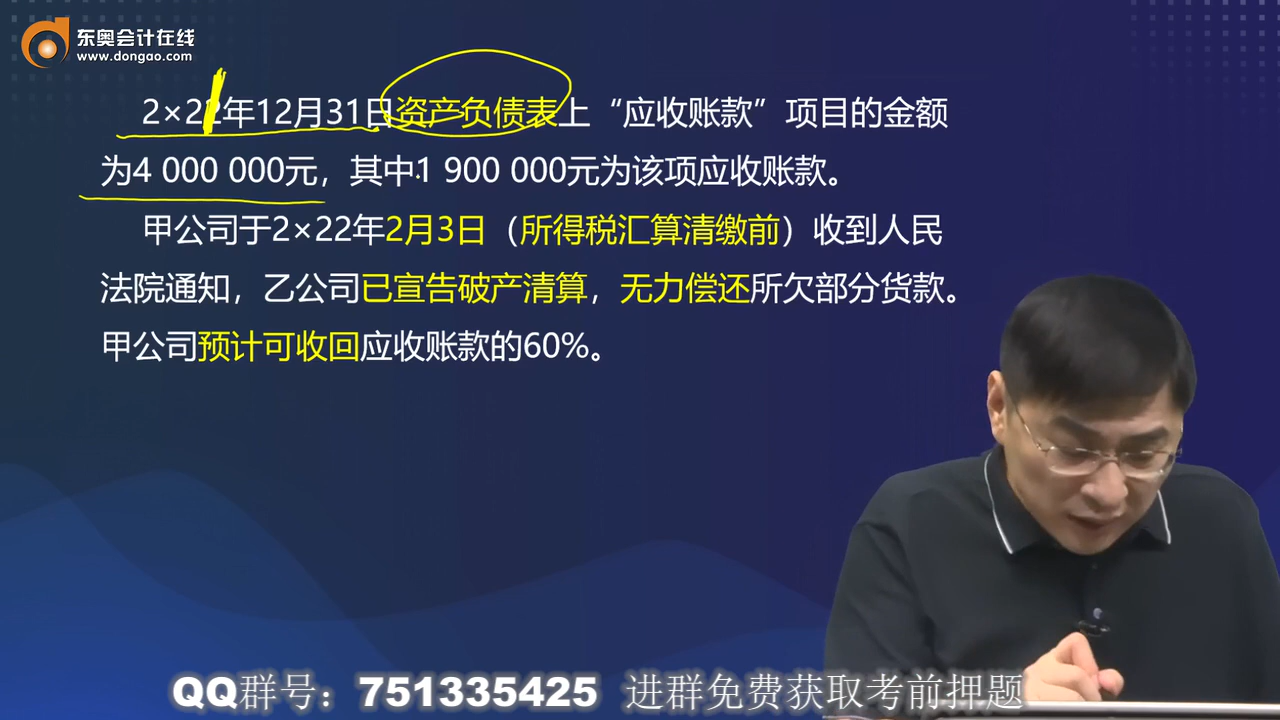 东奥会计在线
www.dongao.com
2×22年12月31日资产负债表上“应收账款”项目的金额
为4 000 000元，其中1 900 000元为该项应收账款。
甲公司于2×22年2月3日（所得税汇算清缴前）收到人民
法院通知，乙公司已宣告破产清算，无力偿还所欠部分货款。
甲公司预计可收回应收账款的60%。
QQ群号：751335425 进群免费获取考前押题